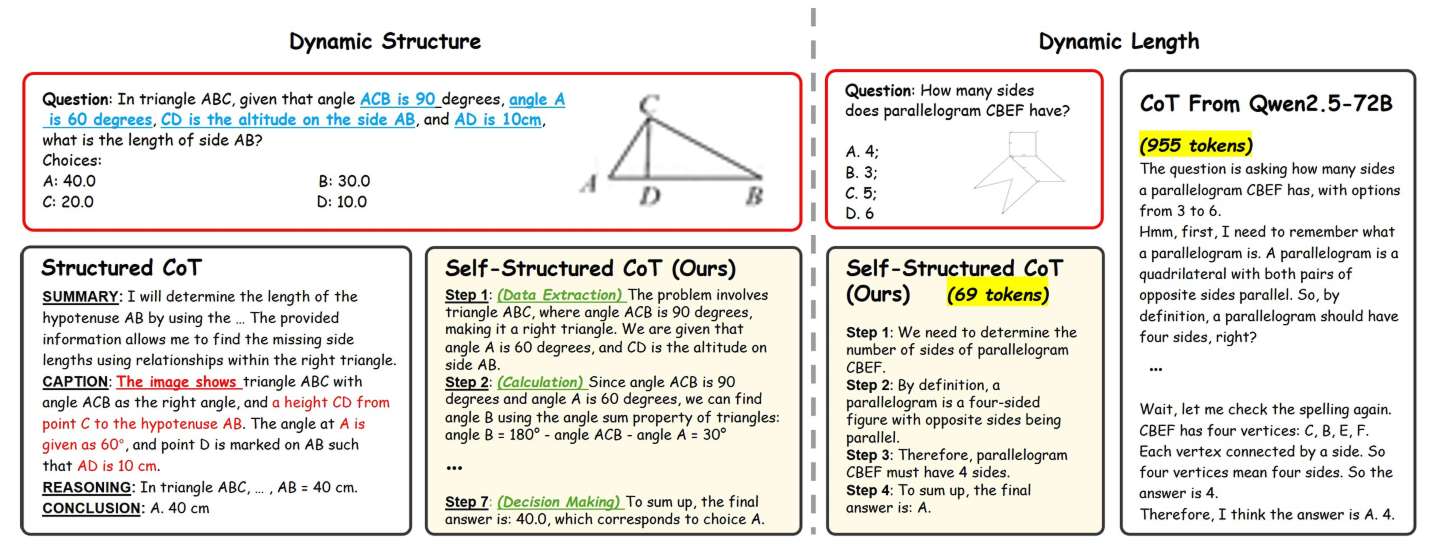 Dynamic Structure
Question: In triangle ABC, given that angle ACB is 90 degrees, angle A
is 60 degrees, CD is the altitude on the side AB, and AD is 10cm,
what is the length of side AB?
Choices:
A: 40.0 B: 30.0
C: 20.0 D: 10.0
C
A D B
Structured CoT
SUMMARY: I will determine the length of the
hypotenuse AB by using the ... The provided
information allows me to find the missing side
lengths using relationships within the right triangle.
CAPTION: The image shows triangle ABC with
angle ACB as the right angle, and a height CD from
point C to the hypotenuse AB. The angle at A is
given as 60°, and point D is marked on AB such
that AD is 10 cm.
REASONING: In triangle ABC, ... , AB = 40 cm.
CONCLUSION: A. 40 cm
Self-Structured CoT (Ours)
Step 1: (Data Extraction) The problem involves
triangle ABC, where angle ACB is 90 degrees,
making it a right triangle. We are given that
angle A is 60 degrees, and CD is the altitude on
side AB.
Step 2: (Calculation) Since angle ACB is 90
degrees and angle A is 60 degrees, we can find
angle B using the angle sum property of triangles:
angle B = 180° - angle ACB - angle A = 30°
...
Step 7: (Decision Making) To sum up, the final
answer is: 40.0, which corresponds to choice A.
Dynamic Length
Question: How many sides
does parallelogram CBEF have?
A. 4;
B. 3;
C. 5;
D. 6
Self-Structured CoT
(Ours) (69 tokens)
Step 1: We need to determine the
number of sides of parallelogram
CBEF.
Step 2: By definition, a
parallelogram is a four-sided
figure with opposite sides being
parallel.
Step 3: Therefore, parallelogram
CBEF must have 4 sides.
Step 4: To sum up, the final
answer is: A.
CoT From Qwen2.5-72B
(955 tokens)
The question is asking how many sides
a parallelogram CBEF has, with options
from 3 to 6.
Hmm, first, I need to remember what
a parallelogram is. A parallelogram is a
quadrilateral with both pairs of
opposite sides parallel. So, by
definition, a parallelogram should have
four sides, right?
...
Wait, let me check the spelling again.
CBEF has four vertices: C, B, E, F.
Each vertex connected by a side. So
four vertices mean four sides. So the
answer is 4.
Therefore, I think the answer is A. 4.